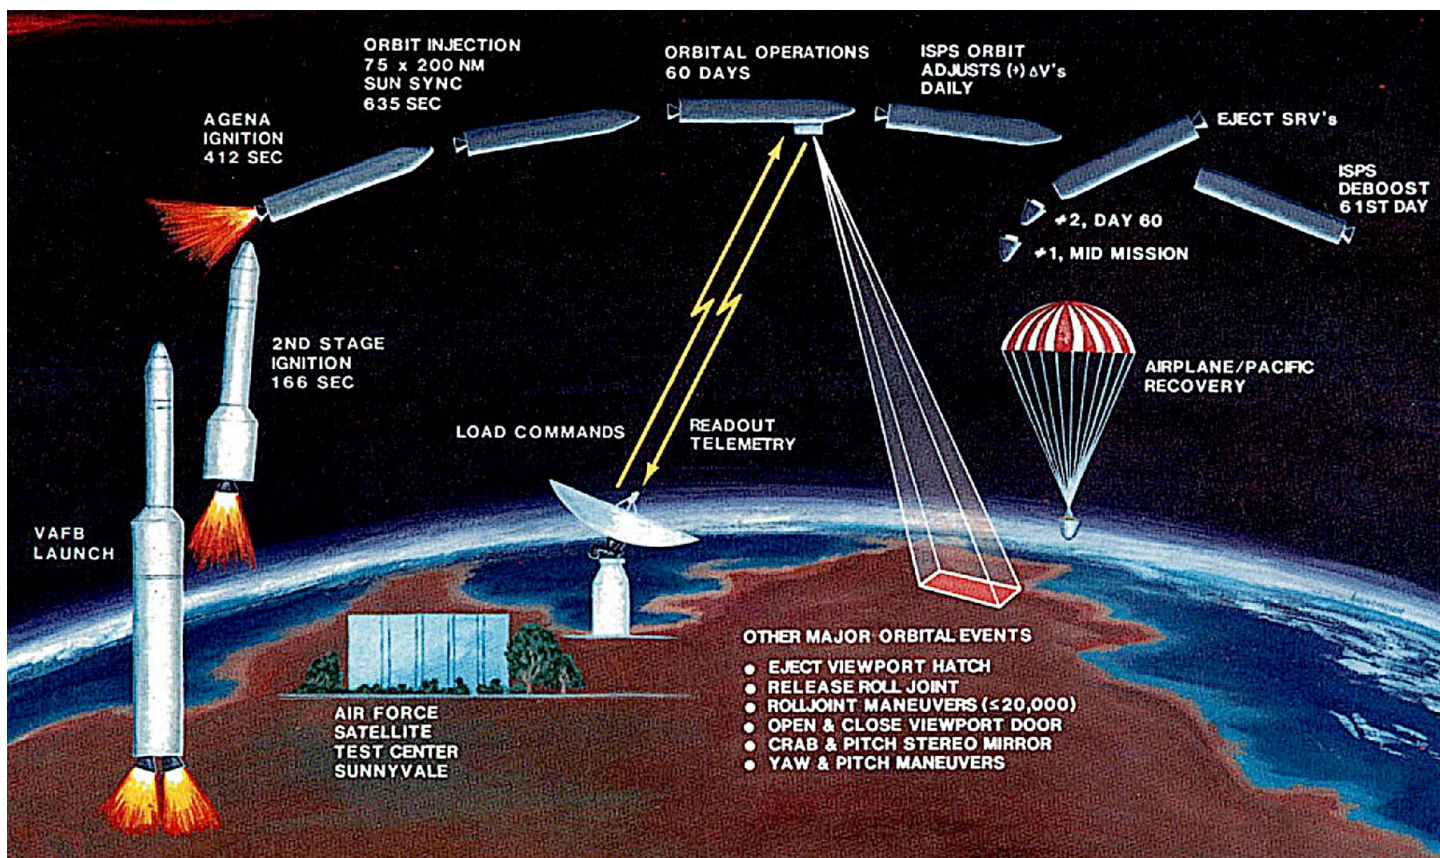 ORBIT INJECTION
75 x 200 NM
SUN SYNC
635 SEC
ORBITAL OPERATIONS
60 DAYS
ISPS ORBIT
ADJUSTS (+) ΔV's
DAILY
AGENA
IGNITION
412 SEC
EJECT SRV's
ISPS
DEBOOST
61ST DAY
≠2, DAY 60
≠1, MID MISSION
2ND STAGE
IGNITION
166 SEC
AIRPLANE/PACIFIC
RECOVERY
LOAD COMMANDS
READOUT
TELEMETRY
VAFB
LAUNCH
AIR FORCE
SATELLITE
TEST CENTER
SUNNYVALE
OTHER MAJOR ORBITAL EVENTS
● EJECT VIEWPORT HATCH
● RELEASE ROLL JOINT
● ROLLJOINT MANEUVERS (≤20,000)
● OPEN & CLOSE VIEWPORT DOOR
● CRAB & PITCH STEREO MIRROR
● YAW & PITCH MANEUVERS